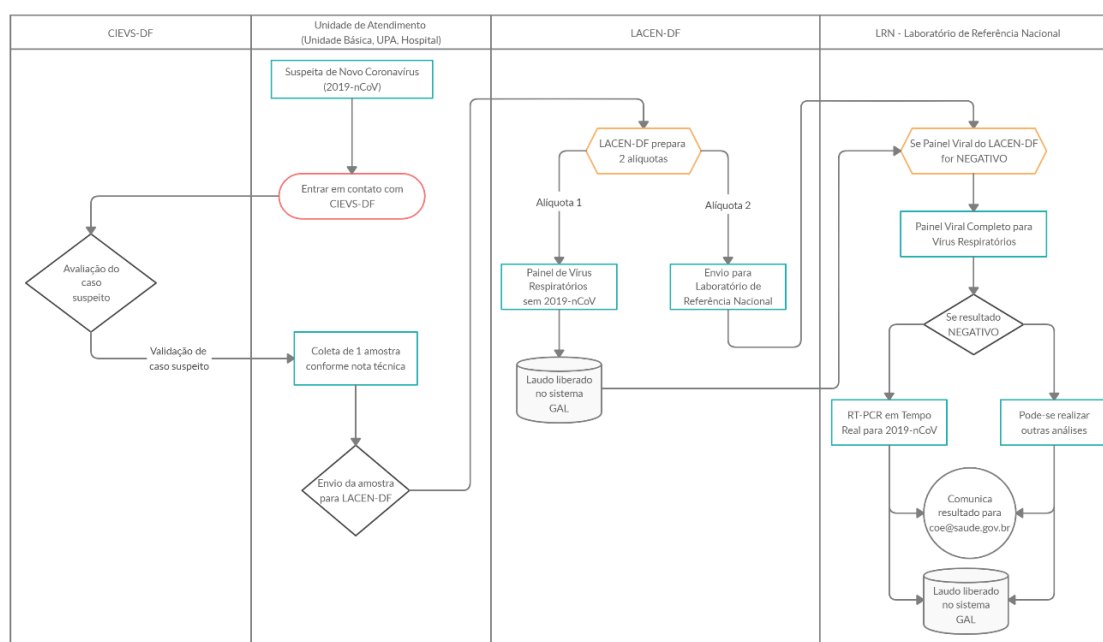 CIEVS-DF
Unidade de Atendimento
(Unidade Básica, UPA, Hospital)
LACEN-DF
LRN - Laboratório de Referência Nacional
Suspeita de Novo Coronavírus
(2019-nCoV)
Entrar em contato com
CIEVS-DF
Avaliação do
caso
suspeito
Validação de
caso suspeito
Coleta de 1 amostra
conforme nota técnica
Envio da amostra
para LACEN-DF
LACEN-DF prepara
2 alíquotas
Alíquota 1
Alíquota 2
Painel de Vírus
Respiratórios
sem 2019-nCoV
Envio para
Laboratório de
Referência Nacional
Laudo liberado
no sistema
GAL
Se Painel Viral do LACEN-DF
for NEGATIVO
Painel Viral Completo para
Vírus Respiratórios
Se resultado
NEGATIVO
RT-PCR em Tempo
Real para 2019-nCoV
Pode-se realizar
outras análises
Comunica
resultado para
coe@saude.gov.br
Laudo liberado
no sistema
GAL